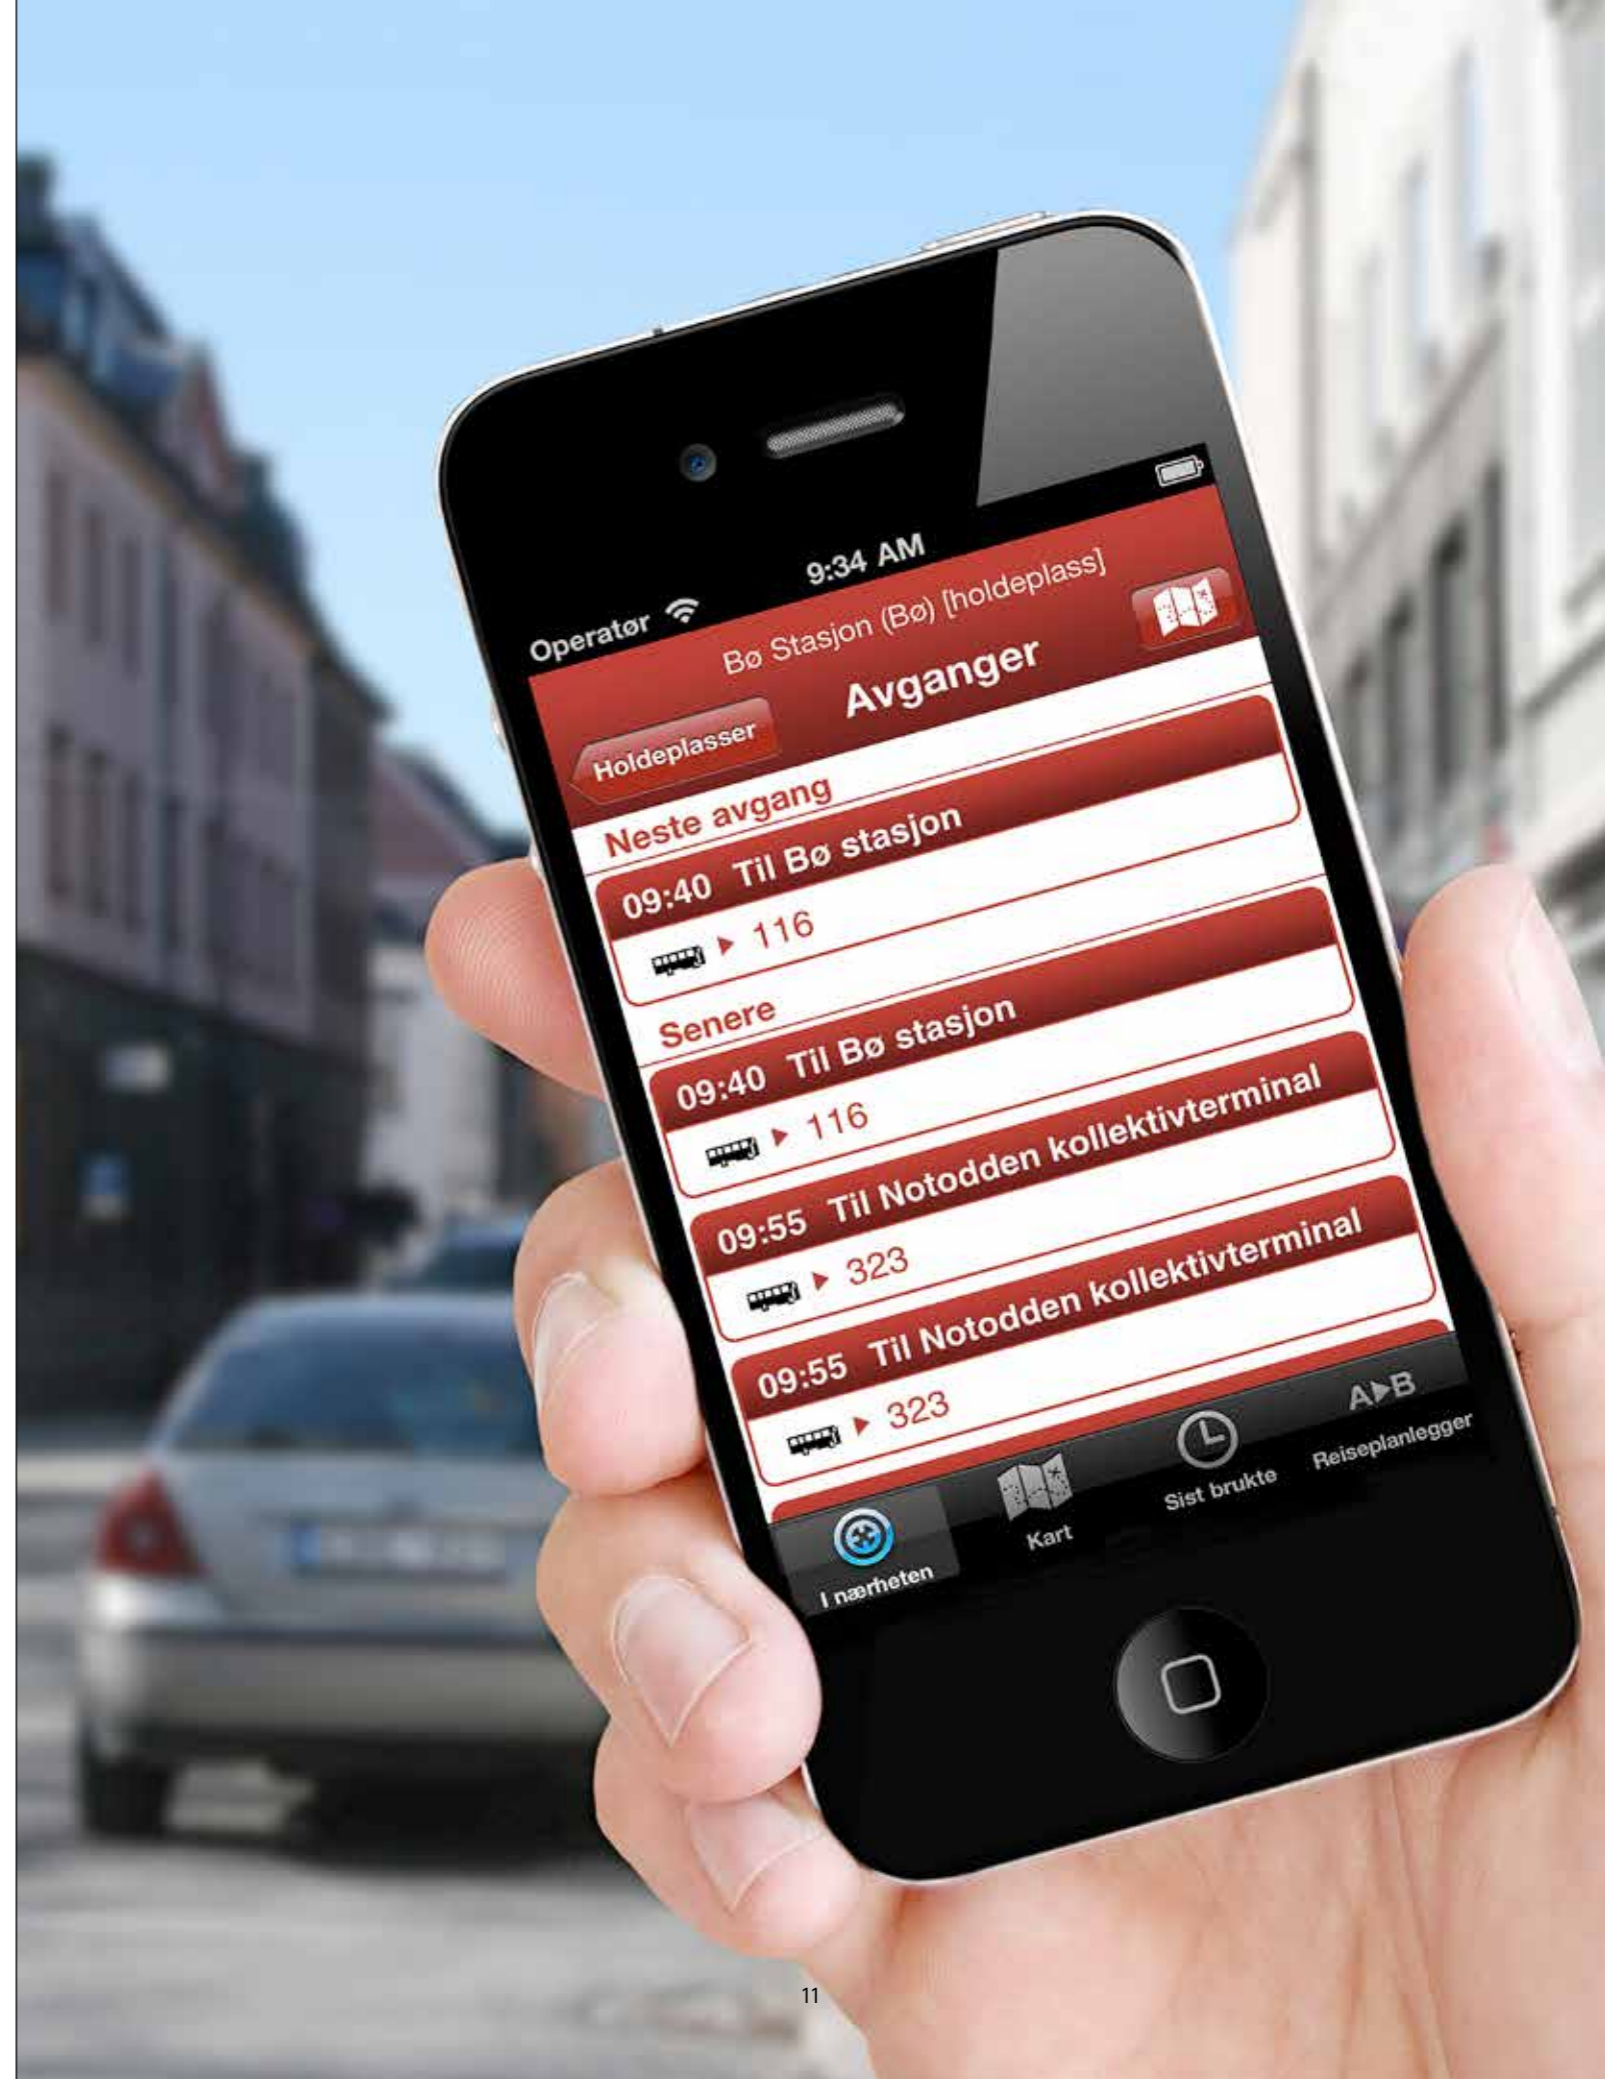 Operatør 9:34 AM
Bø Stasjon (Bø) [holdeplass]
Holdeplasser Avganger
Neste avgang
09:40 Til Bø stasjon
116
Senere
09:40 Til Bø stasjon
116
09:55 Til Notodden kollektivterminal
323
09:55 Til Notodden kollektivterminal
323
A▶B
I nærheten Kart Sist brukte Reiseplanlegger
11